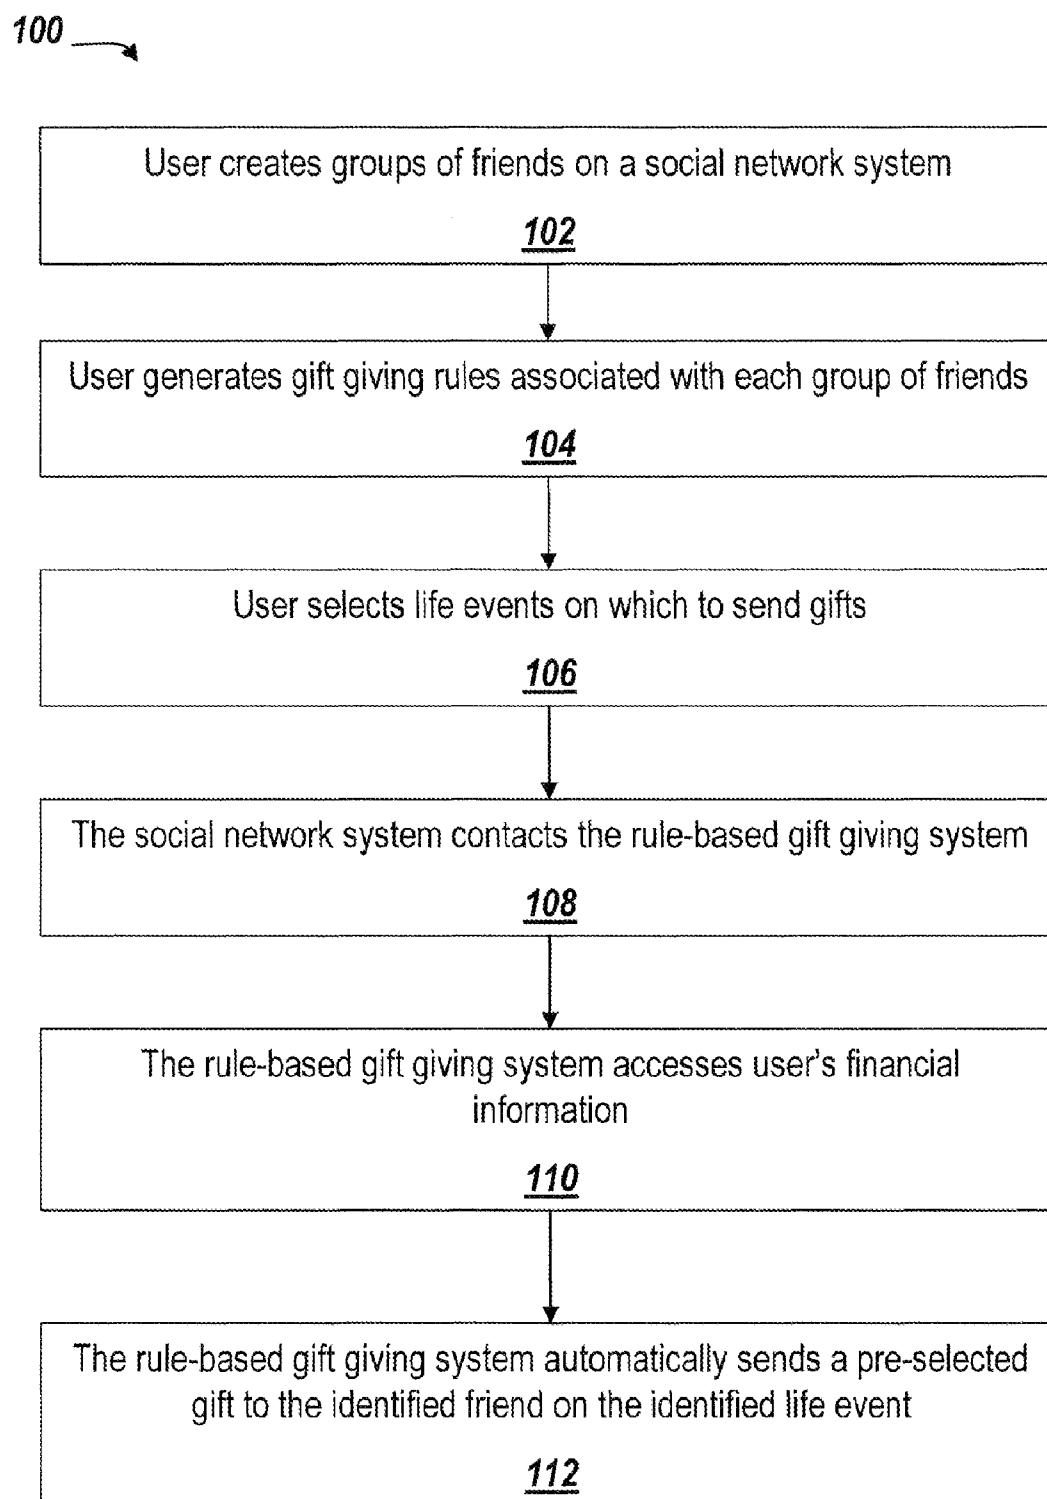 100
User creates groups of friends on a social network system
102
User generates gift giving rules associated with each group of friends
104
User selects life events on which to send gifts
106
The social network system contacts the rule-based gift giving system
108
The rule-based gift giving system accesses user's financial
information
110
The rule-based gift giving system automatically sends a pre-selected
gift to the identified friend on the identified life event
112